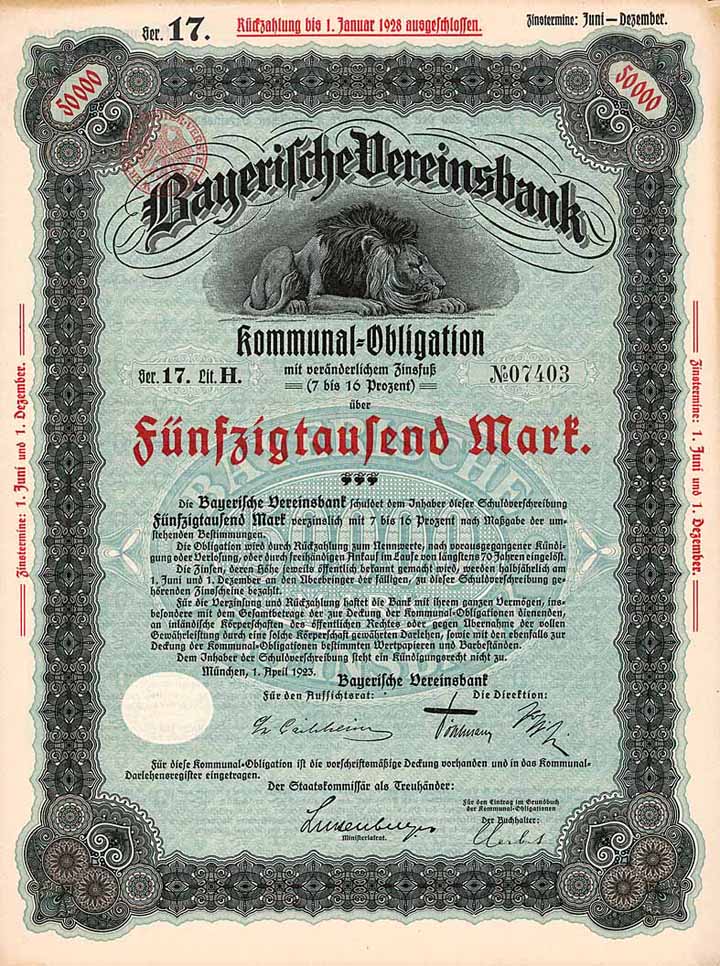 Ser. 17.
Rückzahlung bis 1. Januar 1928 ausgeschlossen.
Zinstermine: Juni — Dezember.
50000
50000
Bayerische Vereinsbank
Kommunal-Obligation
Ser. 17. Lit. H.
mit veränderlichem Zinsfuß
(7 bis 16 Prozent)
№ 07403
über
Fünfzigtausend Mark.
Die Bayerische Vereinsbank schuldet dem Inhaber dieser Schuldverschreibung
Fünfzigtausend Mark verzinslich mit 7 bis 16 Prozent nach Maßgabe der um-
stehenden Bestimmungen.
Die Obligation wird durch Rückzahlung zum Nennwerte, nach vorausgegangener Kündi-
gung oder Verlosung, oder durch freihändigen Ankauf im Laufe von längstens 70 Jahren eingelöst.
Die Zinsen, deren Höhe jeweils öffentlich bekannt gemacht wird, werden halbjährlich am
1. Juni und 1. Dezember an den Überbringer der fälligen, zu dieser Schuldverschreibung ge-
hörenden Zinsscheine bezahlt.
Für die Verzinsung und Rückzahlung haftet die Bank mit ihrem ganzen Vermögen, ins-
besondere mit dem Gesamtbetrage der zur Deckung der Kommunal-Obligationen dienenden,
an inländische Körperschaften des öffentlichen Rechtes oder gegen Übernahme der vollen
Gewährleistung durch eine solche Körperschaft gewährten Darlehen, sowie mit den ebenfalls zur
Deckung der Kommunal-Obligationen bestimmten Wertpapieren und Barbeständen.
Dem Inhaber der Schuldverschreibung steht ein Kündigungsrecht nicht zu.
München, 1. April 1923.
Bayerische Vereinsbank
Für den Aufsichtsrat:
Die Direktion:
Für diese Kommunal-Obligation ist die vorschriftsmäßige Deckung vorhanden und in das Kommunal-
Darlehensregister eingetragen.
Der Staatskommissär als Treuhänder:
Ministerialrat.
Für den Eintrag im Grundbuch
der Kommunal-Obligationen
Der Buchhalter:
Zinstermine: 1. Juni und 1. Dezember.
Zinstermine: 1. Juni und 1. Dezember.